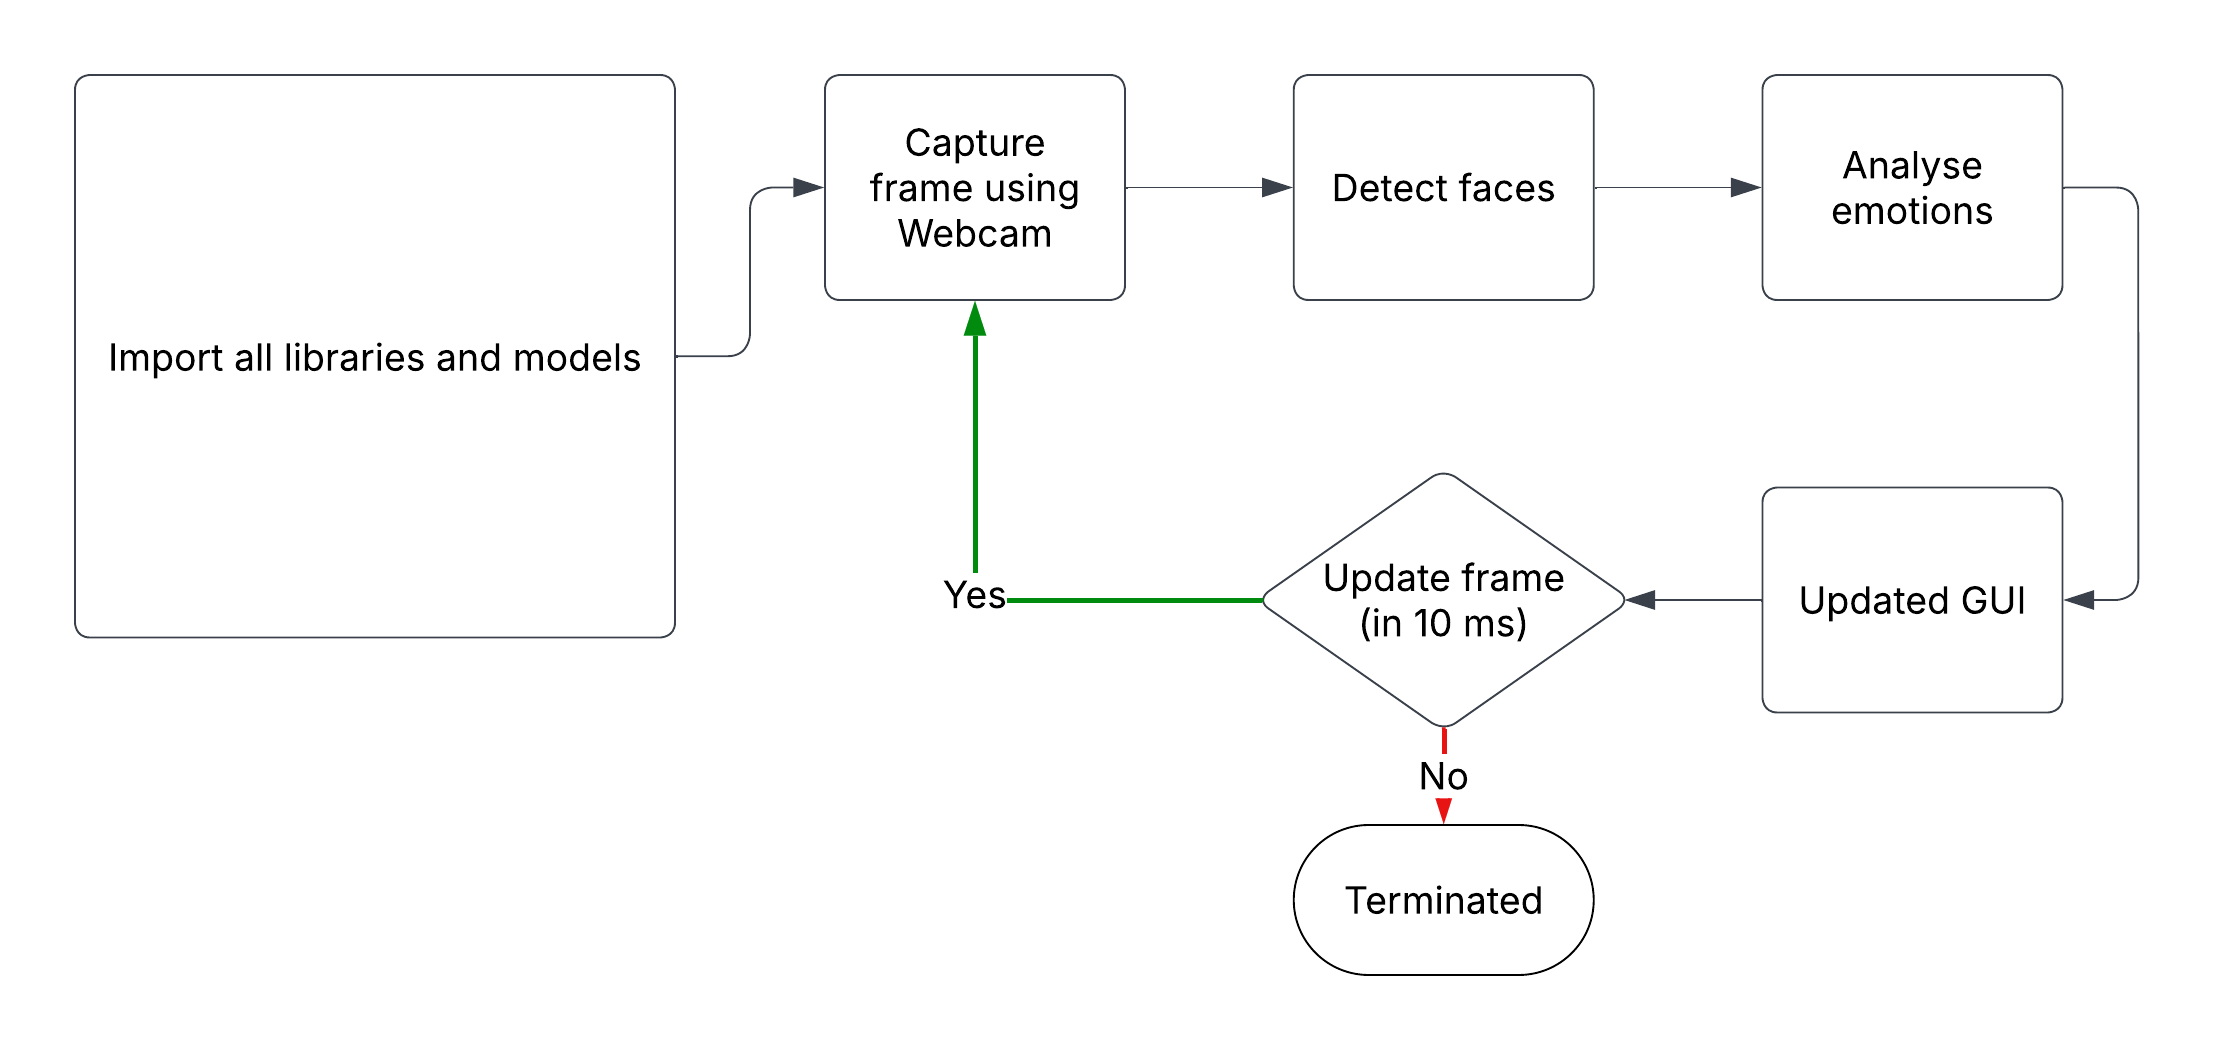 Import all libraries and models
Capture
frame using
Webcam
Detect faces
Analyse
emotions
Updated GUI
Update frame
(in 10 ms)
Yes
No
Terminated